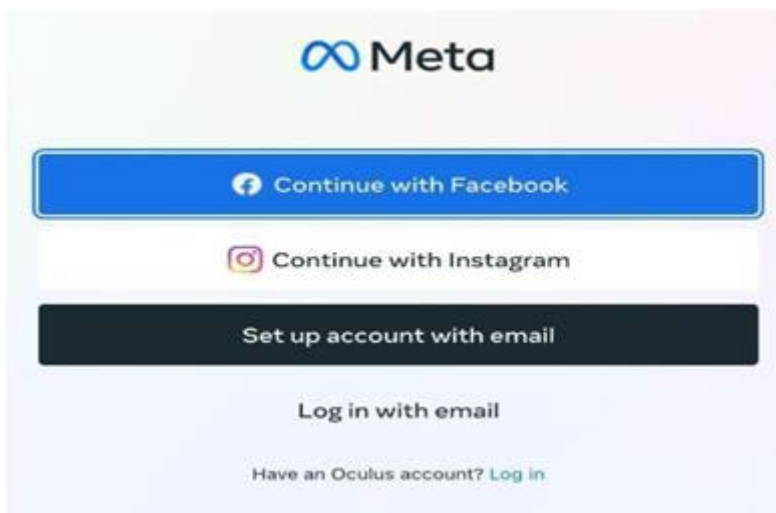 Meta
Continue with Facebook
Continue with Instagram
Set up account with email
Log in with email
Have an Oculus account? Log in